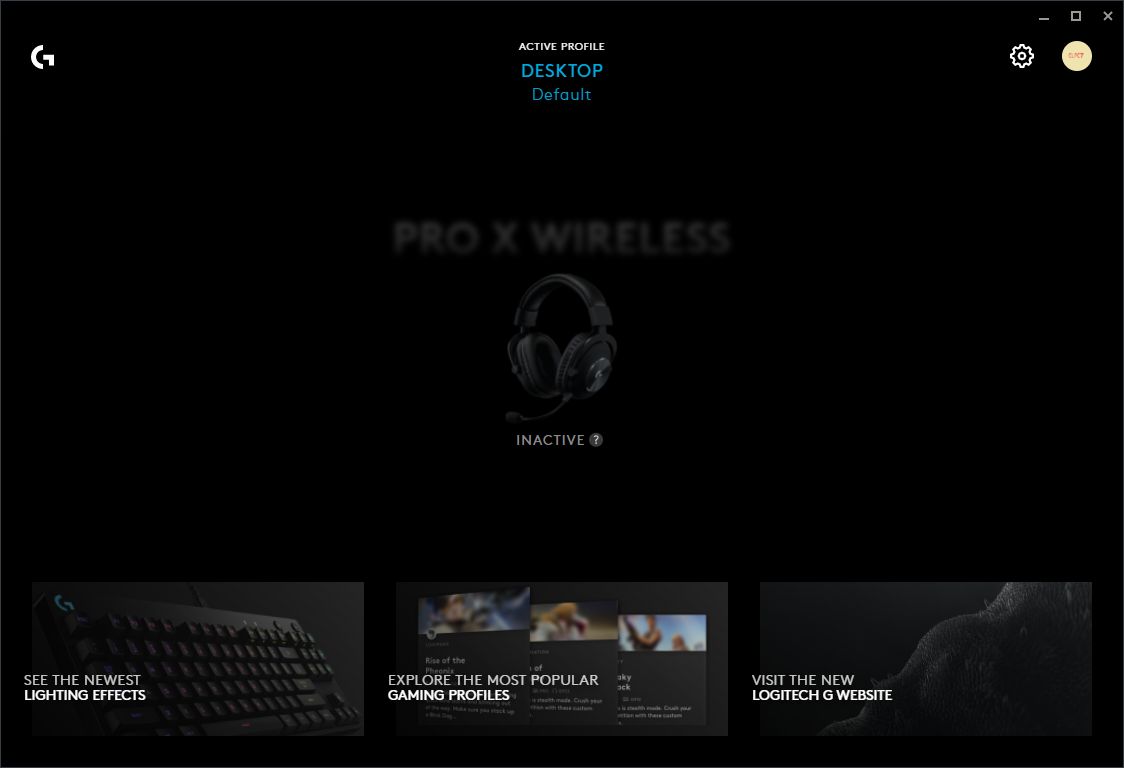 ACTIVE PROFILE
DESKTOP
Default
PRO X WIRELESS
INACTIVE ?
SEE THE NEWEST
LIGHTING EFFECTS
Rise of the
Pheonix
EXPLORE THE MOST POPULAR
GAMING PROFILES
VISIT THE NEW
LOGITECH G WEBSITE